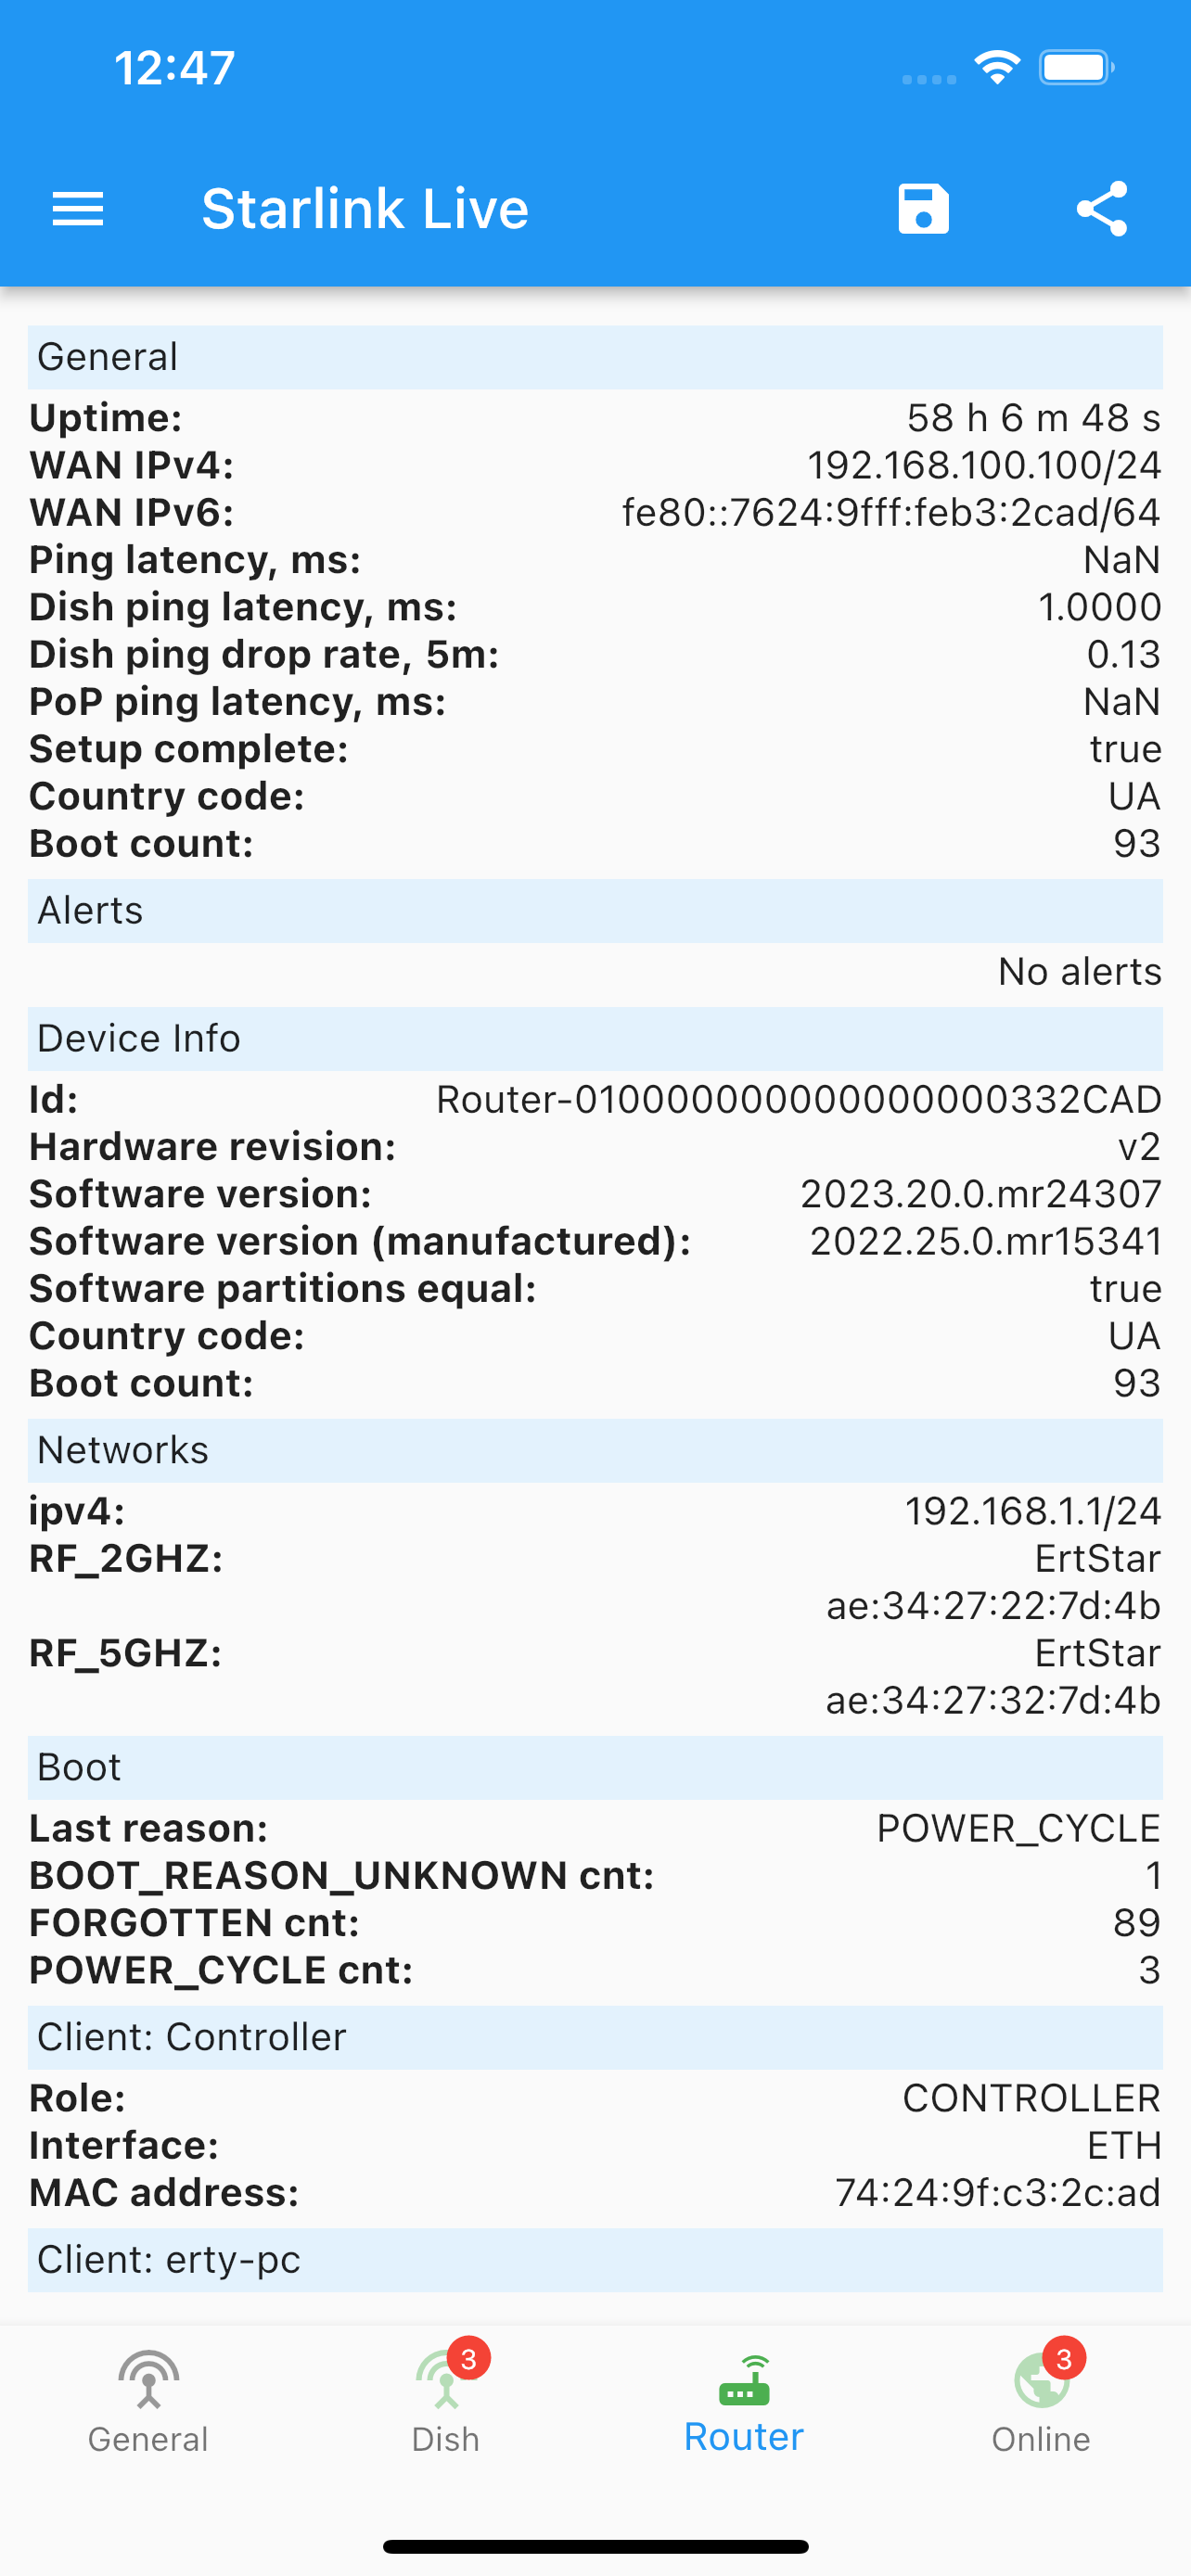 12:47
Starlink Live
General
Uptime: 58 h 6 m 48 s
WAN IPv4: 192.168.100.100/24
WAN IPv6: fe80::7624:9fff:feb3:2cad/64
Ping latency, ms: NaN
Dish ping latency, ms: 1.0000
Dish ping drop rate, 5m: 0.13
PoP ping latency, ms: NaN
Setup complete: true
Country code: UA
Boot count: 93
Alerts
No alerts
Device Info
Id: Router-0100000000000000000332CAD
Hardware revision: v2
Software version: 2023.20.0.mr24307
Software version (manufactured): 2022.25.0.mr15341
Software partitions equal: true
Country code: UA
Boot count: 93
Networks
ipv4: 192.168.1.1/24
RF_2GHZ: ErtStar
ae:34:27:22:7d:4b
RF_5GHZ: ErtStar
ae:34:27:32:7d:4b
Boot
Last reason: POWER_CYCLE
BOOT_REASON_UNKNOWN cnt: 1
FORGOTTEN cnt: 89
POWER_CYCLE cnt: 3
Client: Controller
Role: CONTROLLER
Interface: ETH
MAC address: 74:24:9f:c3:2c:ad
Client: erty-pc
3 3
General Dish Router Online